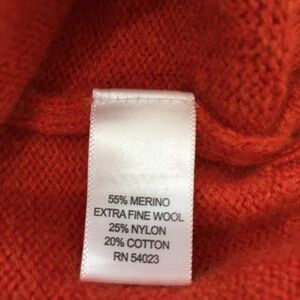 55% MERINO
EXTRA FINE WOOL
25% NYLON
20% COTTON
RN 54023